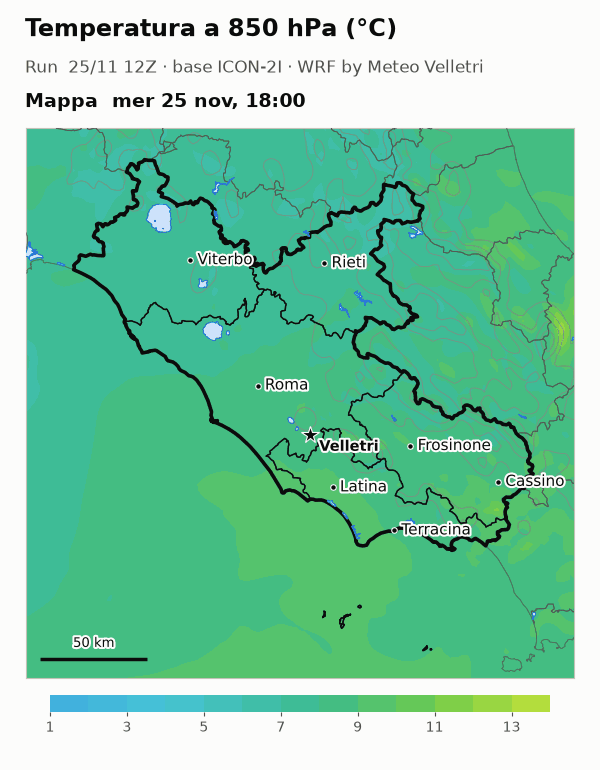 Temperatura a 850 hPa (°C)
Run  25/11 12Z · base ICON-2I · WRF by Meteo Velletri
Mappa  mer 25 nov, 18:00
Viterbo
Rieti
Roma
Velletri
Frosinone
Latina
Cassino
Terracina
50 km
1 3 5 7 9 11 13